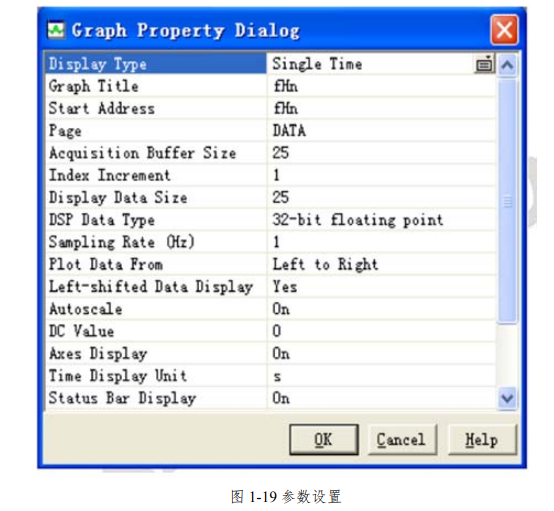 Graph Property Dialog
Display Type Single Time
Graph Title fHn
Start Address fHn
Page DATA
Acquisition Buffer Size 25
Index Increment 1
Display Data Size 25
DSP Data Type 32-bit floating point
Sampling Rate (Hz) 1
Plot Data From Left to Right
Left-shifted Data Display Yes
Autoscale On
DC Value 0
Axes Display On
Time Display Unit s
Status Bar Display On
OK Cancel Help
图 1-19 参数设置